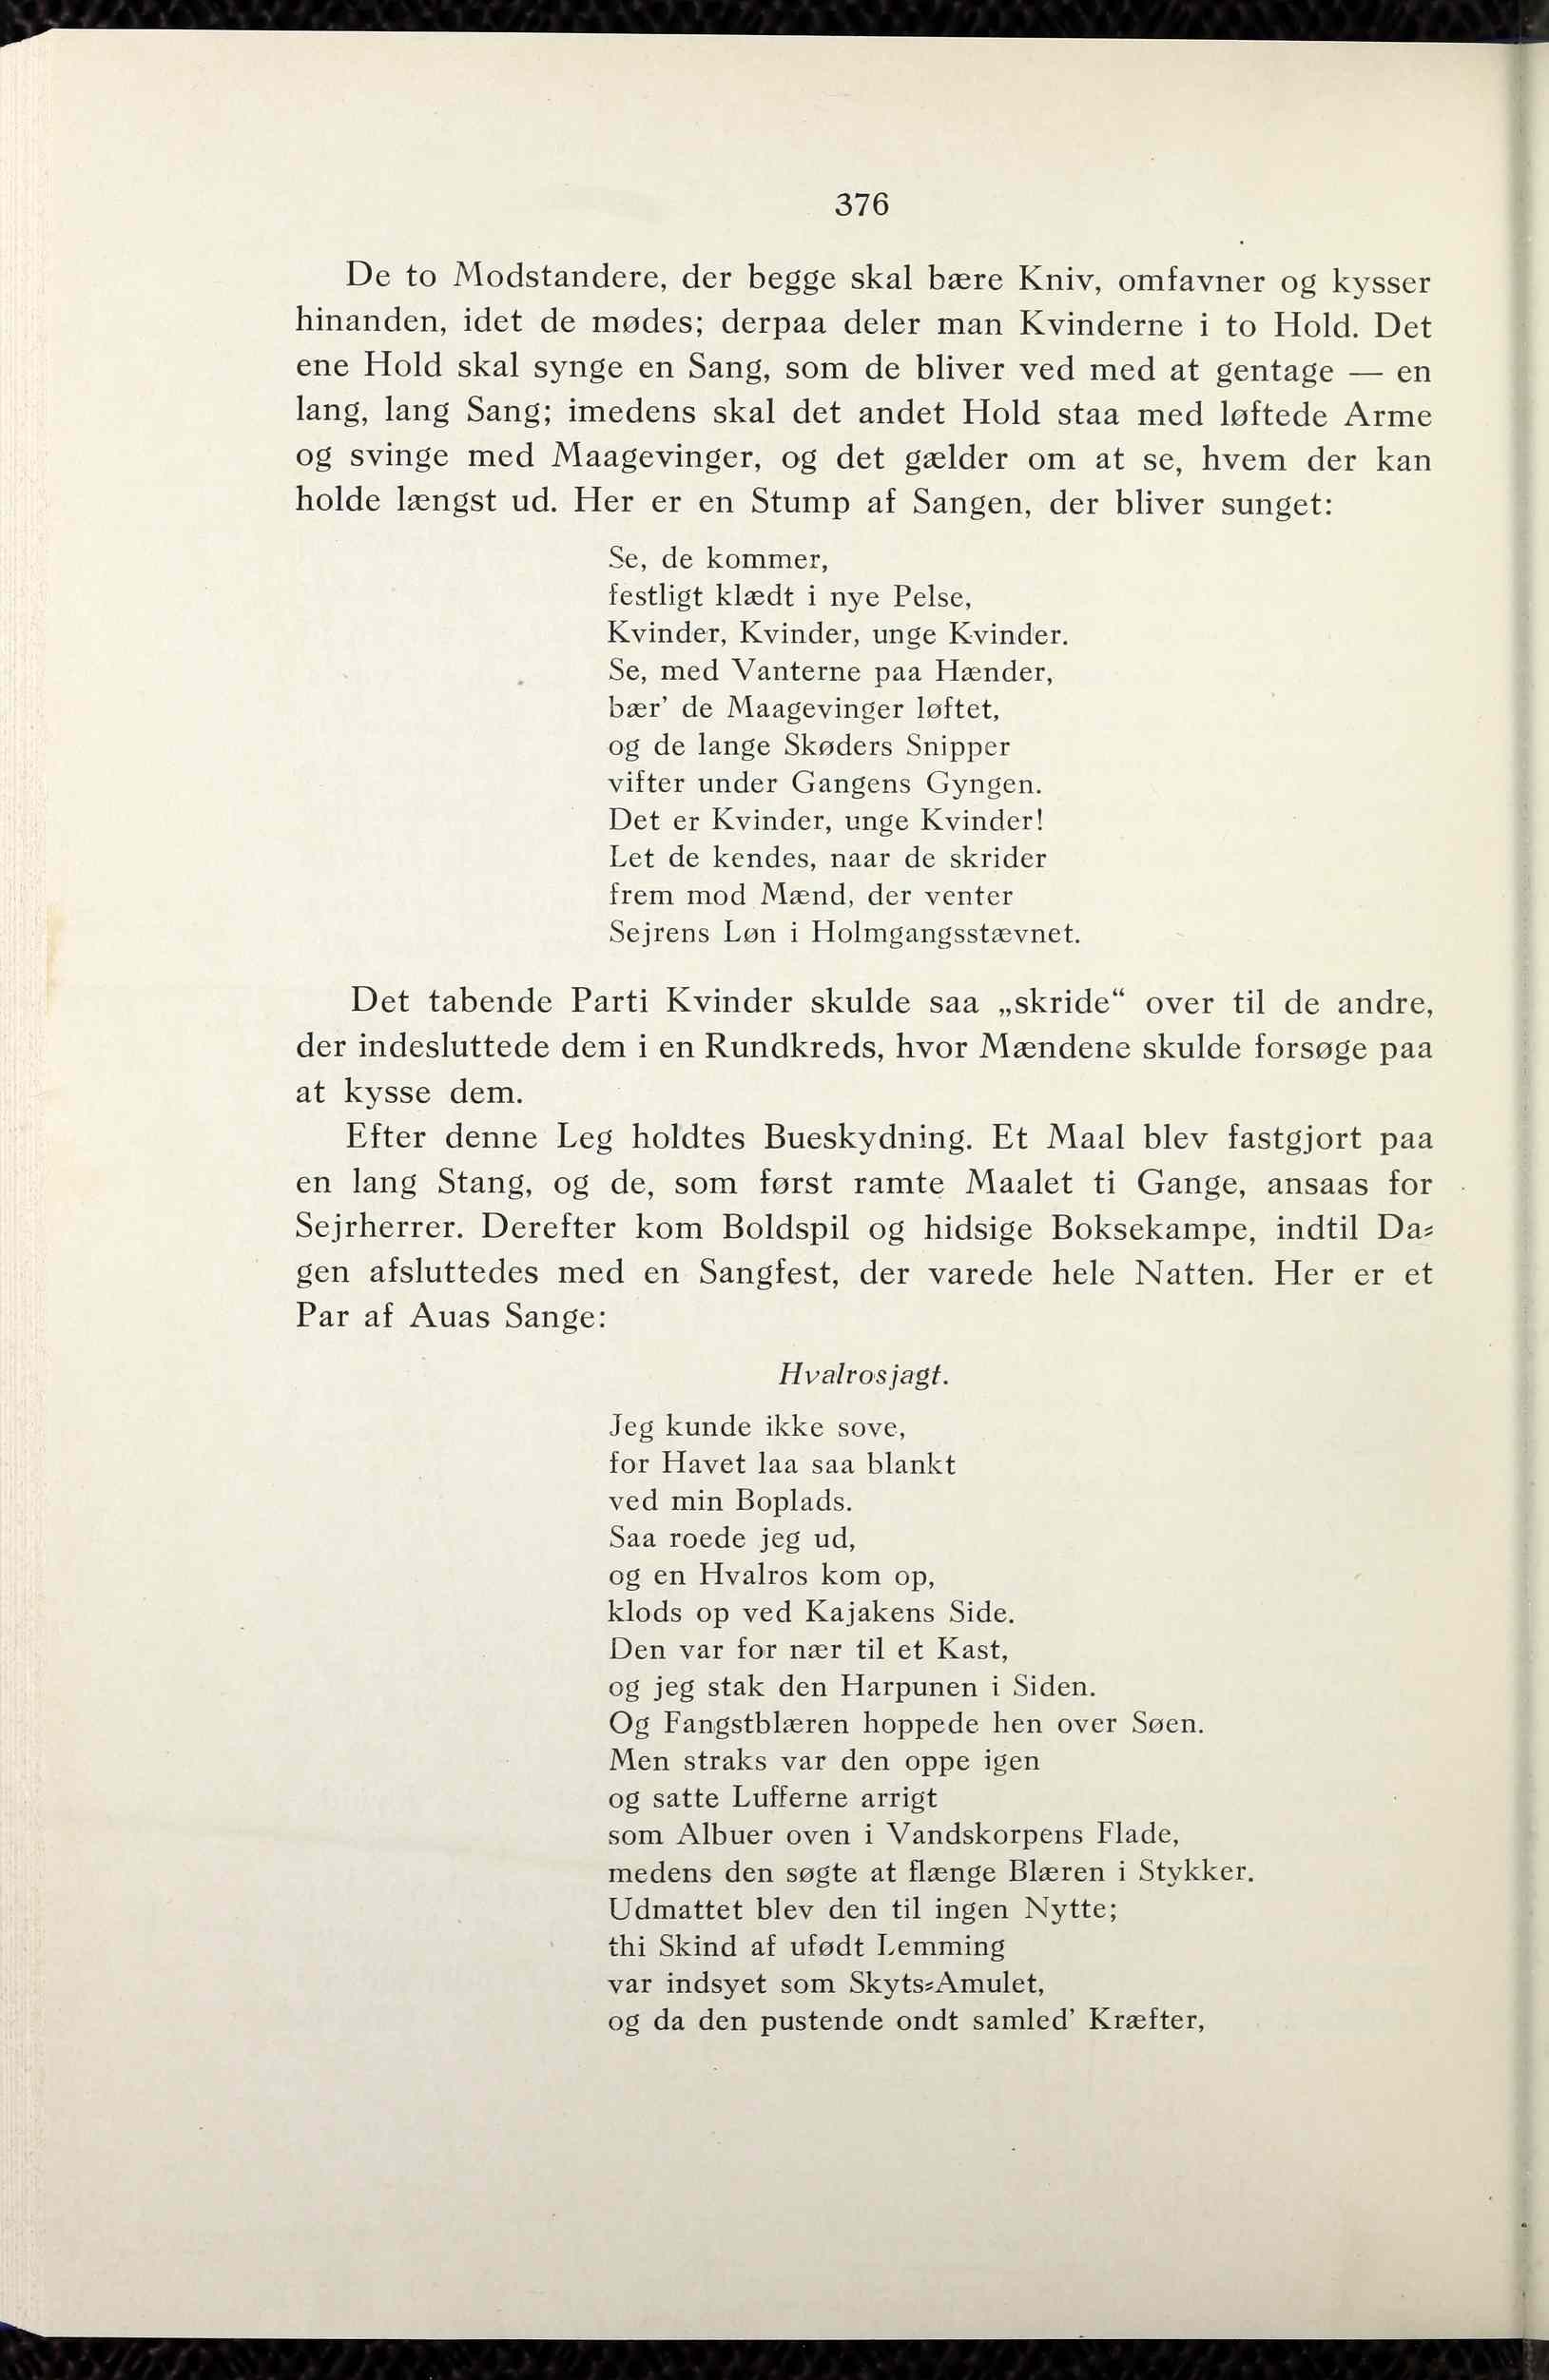 376
De to Modstandere, der begge skal bære Kniv, omfavner og kysser
hinanden, idet de mødes; derpaa deler man Kvinderne i to Hold. Det
ene Hold skal synge en Sang, som de bliver ved med at gentage — en
lang, lang Sang; imedens skal det andet Hold staa med løftede Arme
og svinge med Maagevinger, og det gælder om at se, hvem der kan
holde længst ud. Her er en Stump af Sangen, der bliver sunget:
Se, de kommer,
festligt klædt i nye Pelse,
Kvinder, Kvinder, unge Kvinder.
Se, med Vanterne paa Hænder,
bær' de Maagevinger løftet,
og de lange Skøders Snipper
vifter under Gangens Gyngen.
Det er Kvinder, unge Kvinder!
Let de kendes, naar de skrider
frem mod Mænd, der venter
Sejrens Løn i Holmgangsstævnet.
Det tabende Parti Kvinder skulde saa „skride“ over til de andre,
der indesluttede dem i en Rundkreds, hvor Mændene skulde forsøge paa
at kysse dem.
Efter denne Leg holdtes Bueskydning. Et Maal blev fastgjort paa
en lang Stang, og de, som først ramte Maalet ti Gange, ansaas for
Sejrherrer. Derefter kom Boldspil og hidsige Boksekampe, indtil Da⸗
gen afsluttedes med en Sangfest, der varede hele Natten. Her er et
Par af Auas Sange:
Hvalrosjagt.
Jeg kunde ikke sove,
for Havet laa saa blankt
ved min Boplads.
Saa roede jeg ud,
og en Hvalros kom op,
klods op ved Kajakens Side.
Den var for nær til et Kast,
og jeg stak den Harpunen i Siden.
Og Fangstblæren hoppede hen over Søen.
Men straks var den oppe igen
og satte Lufferne arrigt
som Albuer oven i Vandskorpens Flade,
medens den søgte at flænge Blæren i Stykker.
Udmattet blev den til ingen Nytte;
thi Skind af ufødt Lemming
var indsyet som Skyts⸗Amulet,
og da den pustende ondt samled' Kræfter,